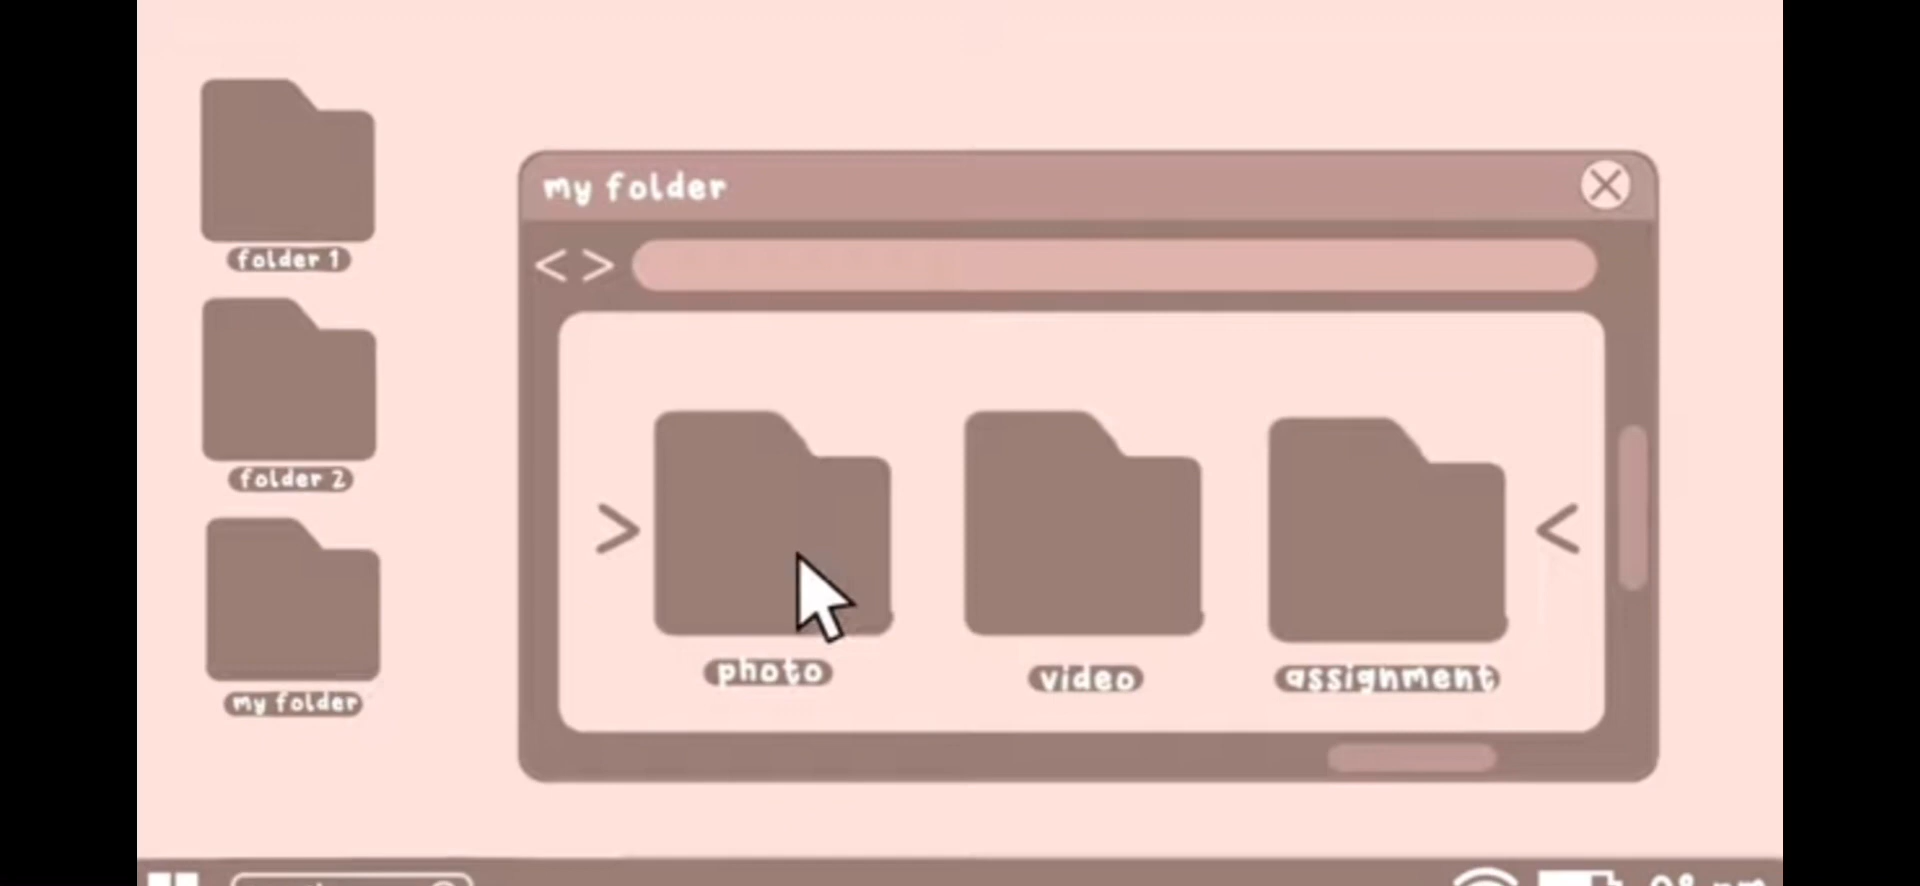 folder 1
folder 2
my folder
my folder
< >
photo
video
assignment
> <